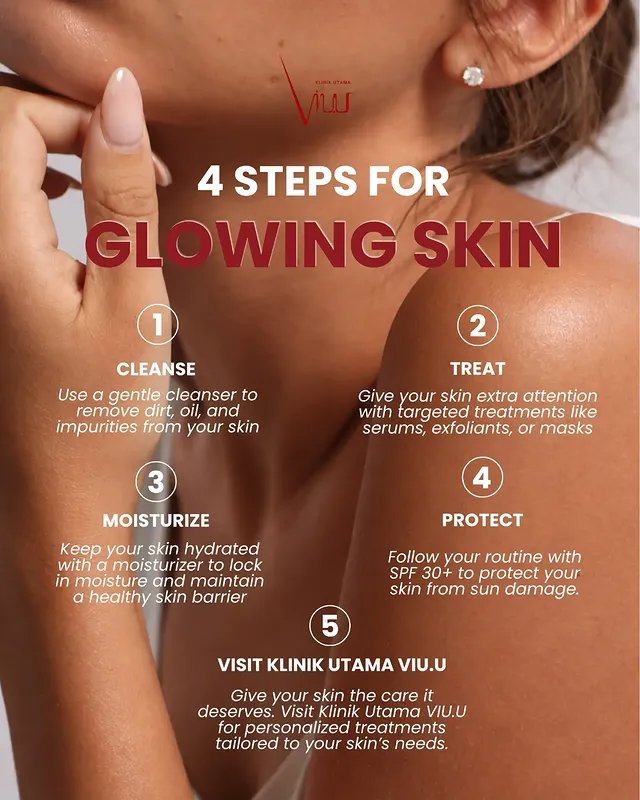 KLINIK UTAMA
Viu.u
4 STEPS FOR
GLOWING SKIN
1
CLEANSE
Use a gentle cleanser to
remove dirt, oil, and
impurities from your skin
2
TREAT
Give your skin extra attention
with targeted treatments like
serums, exfoliants, or masks
3
MOISTURIZE
Keep your skin hydrated
with a moisturizer to lock
in moisture and maintain
a healthy skin barrier
4
PROTECT
Follow your routine with
SPF 30+ to protect your
skin from sun damage.
5
VISIT KLINIK UTAMA VIU.U
Give your skin the care it
deserves. Visit Klinik Utama VIU.U
for personalized treatments
tailored to your skin's needs.